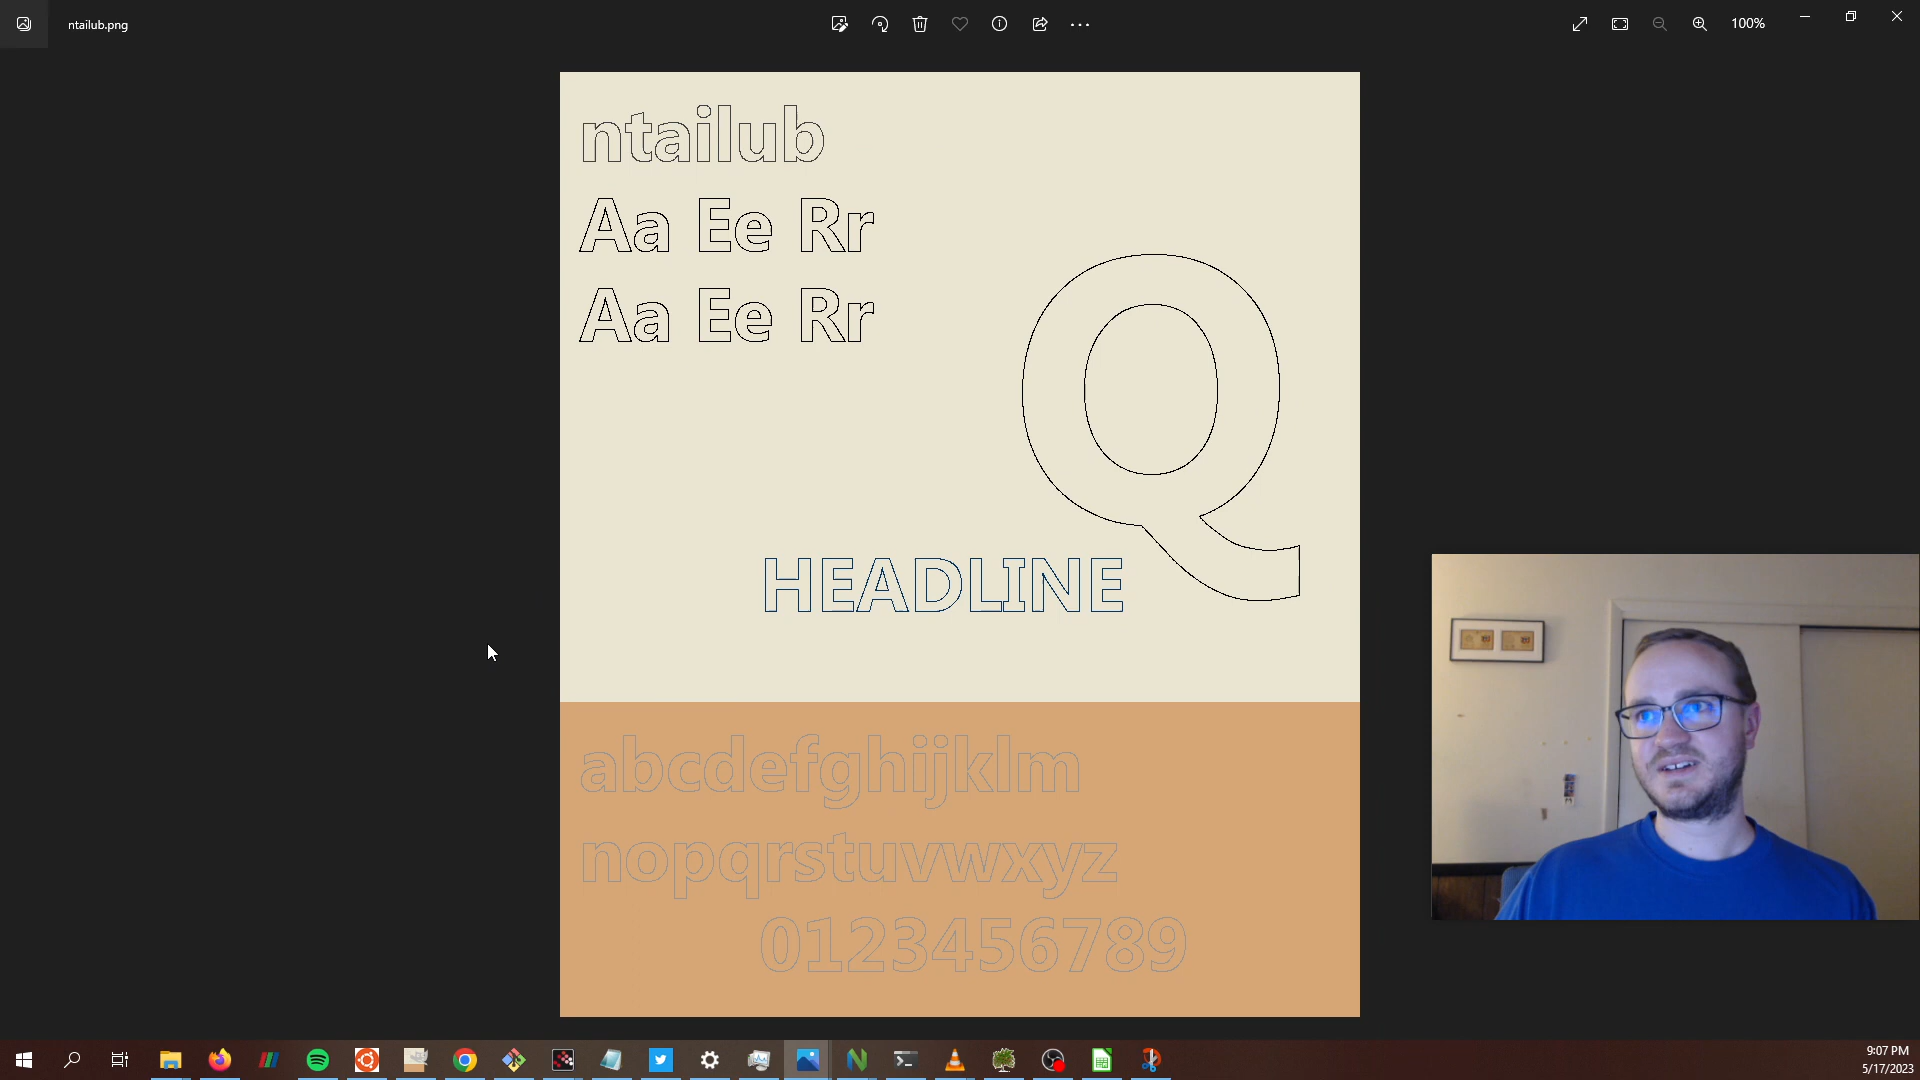 ntailub.png
100%
ntailub
Aa Ee Rr
Aa Ee Rr
Q
HEADLINE
abcdefghijklm
nopqrstuvwxyz
0123456789
9:07 PM
5/17/2023